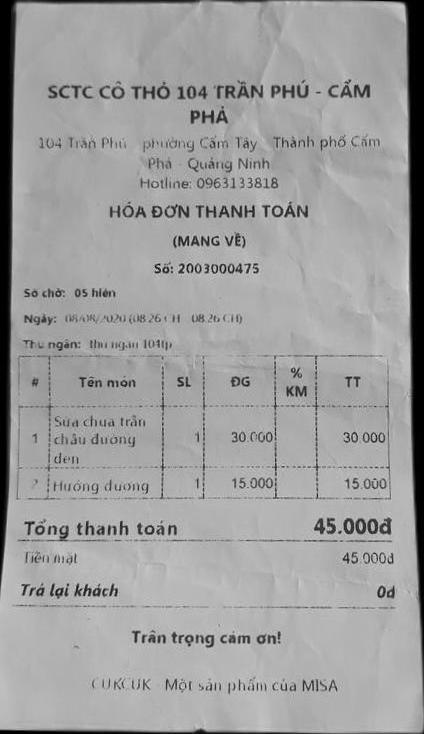 SCTC CÔ THỎ 104 TRẦN PHÚ - CẨM
PHẢ
104 Trần Phú phường Cẩm Tây Thành phố Cẩm
Phả - Quảng Ninh
Hotline: 0963133818
HÓA ĐƠN THANH TOÁN
(MANG VỀ)
Số: 2003000475
Số chờ: 05 hiên
Ngày: 08/08/2020 (08.26 CH 08.26 CH)
Thu ngân: thu ngân 104tp
# Tên món SL ĐG % KM TT
1 Sữa chua trân châu đường đen 1 30.000 30.000
2 Hướng dương 1 15.000 15.000
Tổng thanh toán 45.000đ
Tiền mặt 45.000đ
Trả lại khách 0đ
Trân trọng cảm ơn!
CUKCUK - Một sản phẩm của MISA